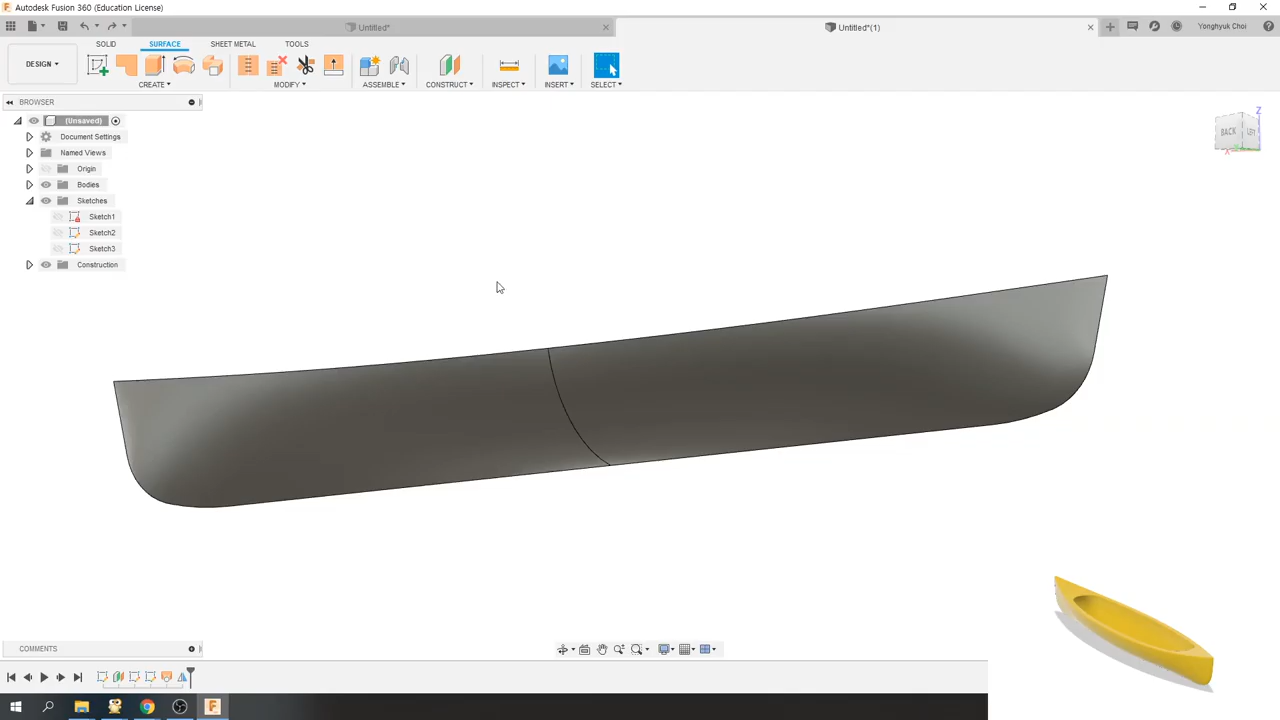 Autodesk Fusion 360 (Education License)
Untitled*
Untitled*(1)
Yonghyuk Choi
DESIGN
SOLID
SURFACE
SHEET METAL
TOOLS
CREATE
MODIFY
ASSEMBLE
CONSTRUCT
INSPECT
INSERT
SELECT
BROWSER
(Unsaved)
Document Settings
Named Views
Origin
Bodies
Sketches
Sketch1
Sketch2
Sketch3
Construction
Z
BACK
LEFT
X
COMMENTS